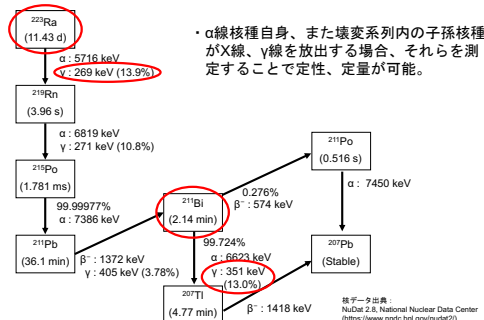 ・α線核種自身、また壊変系列内の子孫核種
がX線、γ線を放出する場合、それらを測
定することで定性、定量が可能。
²²³Ra
(11.43 d)
α : 5716 keV
γ : 269 keV (13.9%)
²¹⁹Rn
(3.96 s)
α : 6819 keV
γ : 271 keV (10.8%)
²¹⁵Po
(1.781 ms)
99.99977%
α : 7386 keV
²¹¹Pb
(36.1 min)
β⁻ : 1372 keV
γ : 405 keV (3.78%)
²¹¹Bi
(2.14 min)
0.276%
β⁻ : 574 keV
²¹¹Po
(0.516 s)
α : 7450 keV
99.724%
α : 6623 keV
γ : 351 keV
(13.0%)
²⁰⁷Tl
(4.77 min)
β⁻ : 1418 keV
²⁰⁷Pb
(Stable)
核データ出典 :
NuDat 2.8, National Nuclear Data Center
(https://www.nndc.bnl.gov/nudat2/)